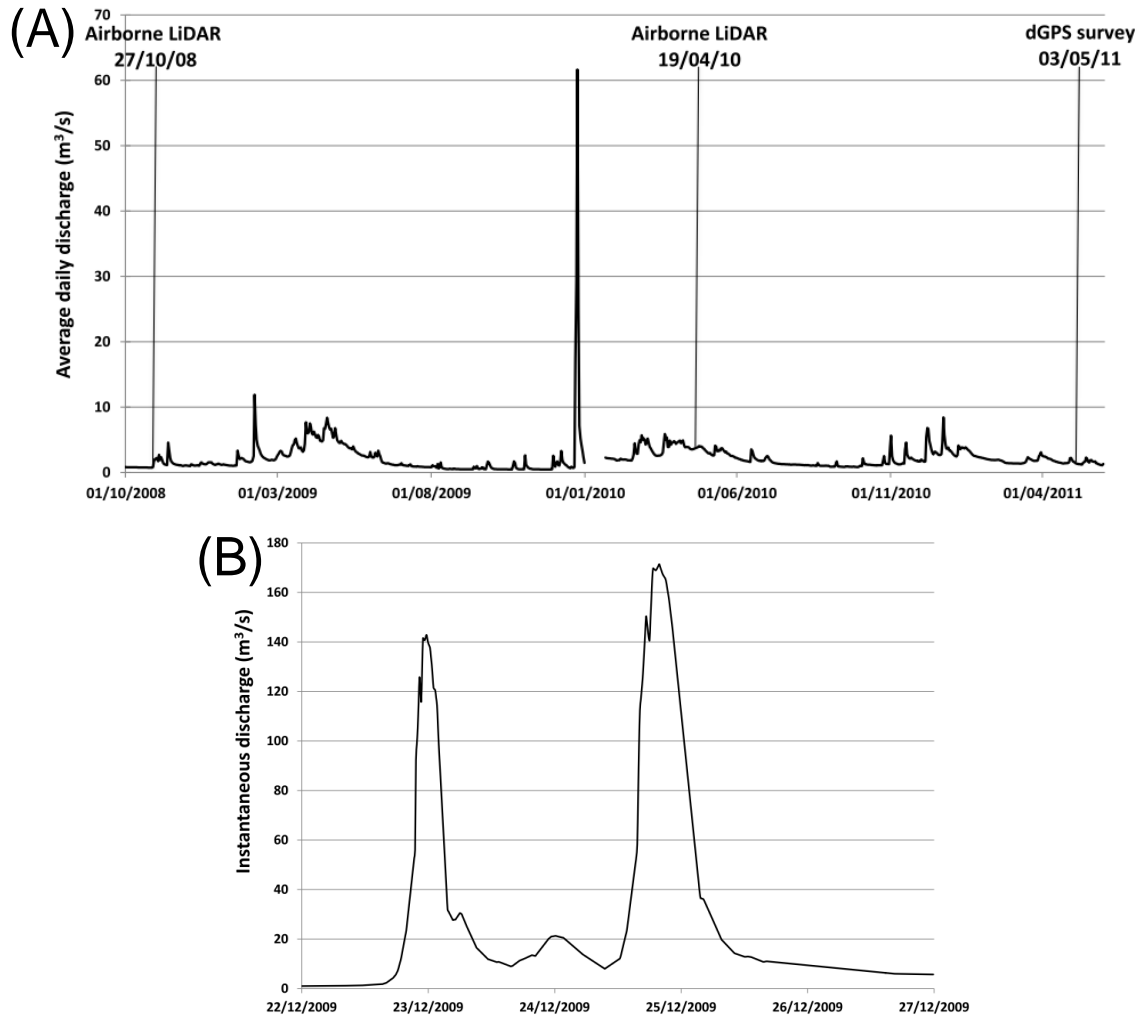 (A)
Airborne LiDAR
27/10/08
Airborne LiDAR
19/04/10
dGPS survey
03/05/11
Average daily discharge (m³/s)
70
60
50
40
30
20
10
0
01/10/2008 01/03/2009 01/08/2009 01/01/2010 01/06/2010 01/11/2010 01/04/2011
(B)
Instantaneous discharge (m³/s)
180
160
140
120
100
80
60
40
20
0
22/12/2009 23/12/2009 24/12/2009 25/12/2009 26/12/2009 27/12/2009